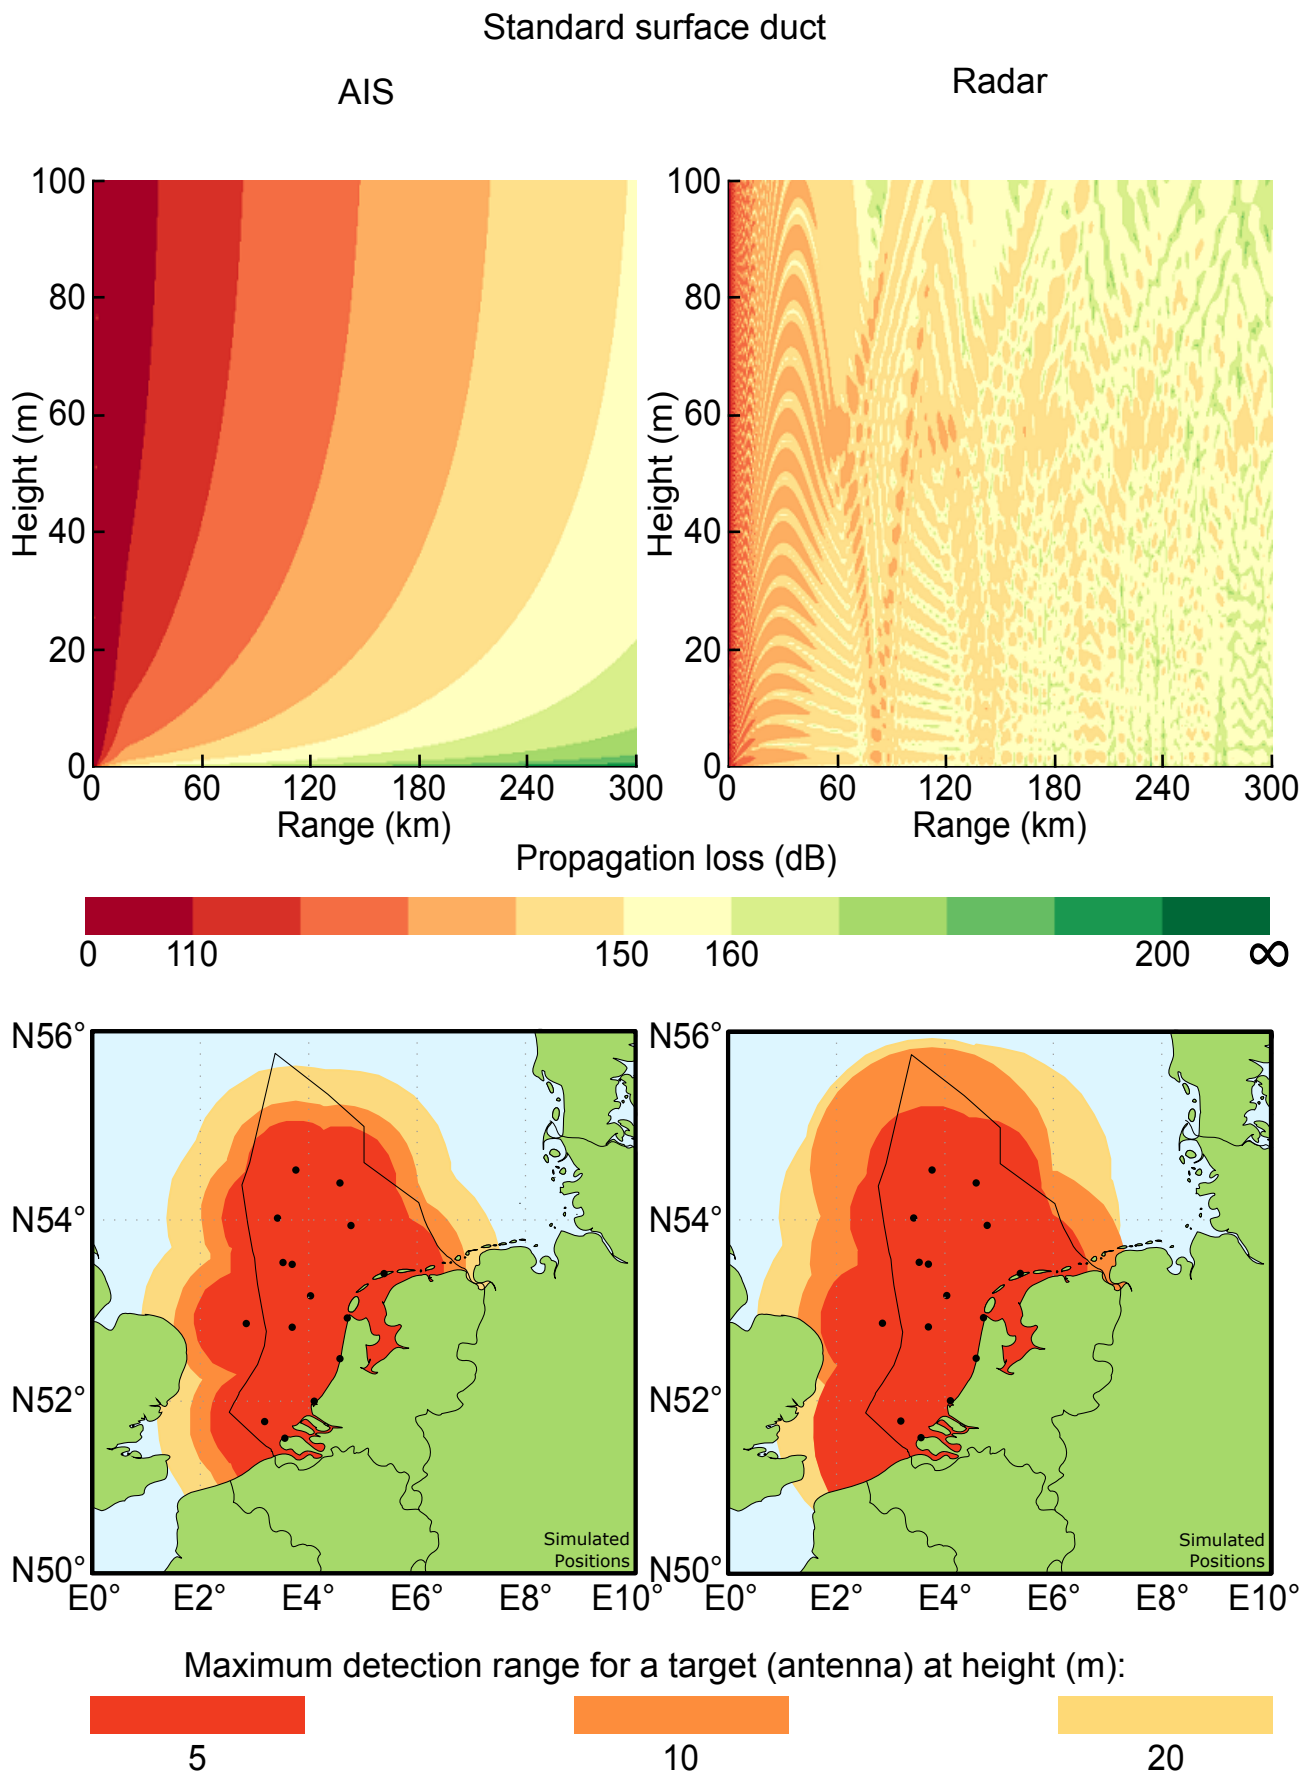 Standard surface duct
AIS
Radar
100
80
60
40
20
0
Height (m)
0 60 120 180 240 300
Range (km)
100
80
60
40
20
0
Height (m)
0 60 120 180 240 300
Range (km)
Propagation loss (dB)
0 110 150 160 200 ∞
N56°
N54°
N52°
N50°
E0° E2° E4° E6° E8° E10°
Simulated
Positions
N56°
N54°
N52°
N50°
E0° E2° E4° E6° E8° E10°
Simulated
Positions
Maximum detection range for a target (antenna) at height (m):
5 10 20